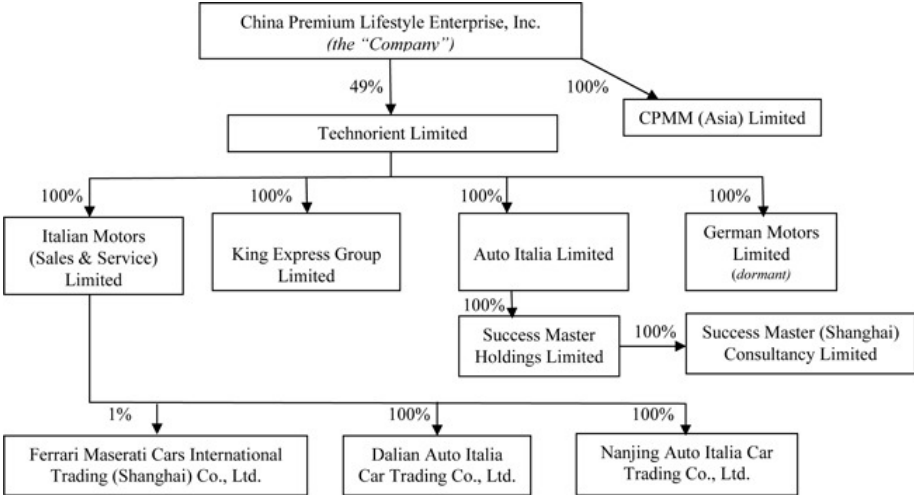 China Premium Lifestyle Enterprise, Inc.
(the “Company”)
49%
100%
Technorient Limited
CPMM (Asia) Limited
100%
100%
100%
100%
Italian Motors
(Sales & Service)
Limited
King Express Group
Limited
Auto Italia Limited
German Motors
Limited
(dormant)
100%
Success Master
Holdings Limited
100%
Success Master (Shanghai)
Consultancy Limited
1%
100%
100%
Ferrari Maserati Cars International
Trading (Shanghai) Co., Ltd.
Dalian Auto Italia
Car Trading Co., Ltd.
Nanjing Auto Italia Car
Trading Co., Ltd.